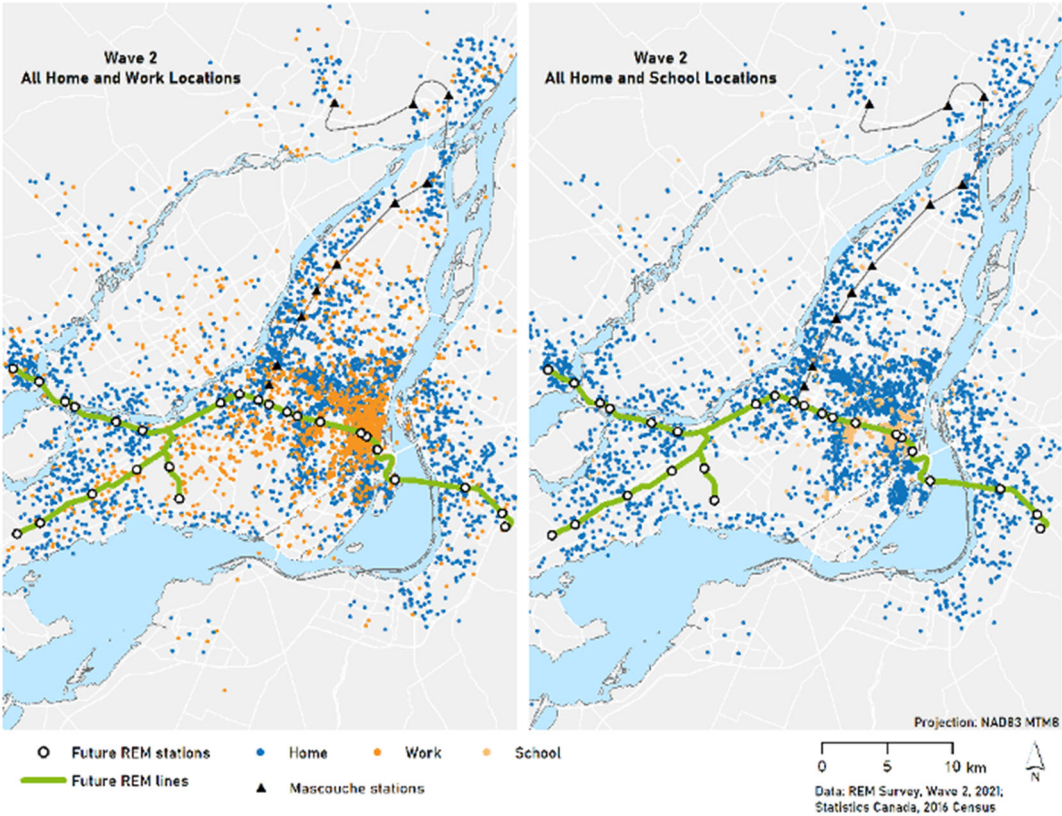 Wave 2
All Home and Work Locations
Wave 2
All Home and School Locations
Projection: NAD83 MTM8
Future REM stations
Home
Work
School
Future REM lines
Mascouche stations
0 5 10 km
N
Data: REM Survey, Wave 2, 2021;
Statistics Canada, 2016 Census